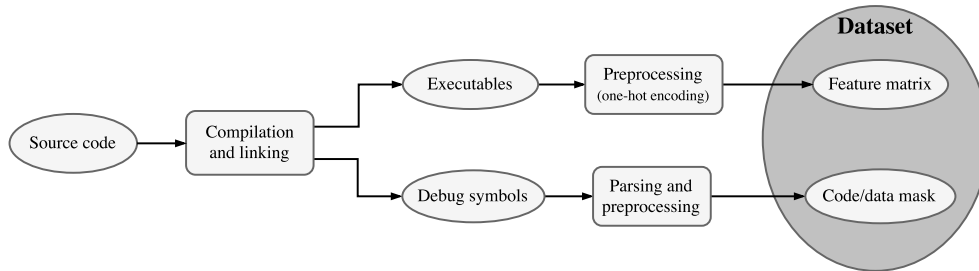 Dataset
Source code
Compilation
and linking
Executables
Preprocessing
(one-hot encoding)
Feature matrix
Debug symbols
Parsing and
preprocessing
Code/data mask